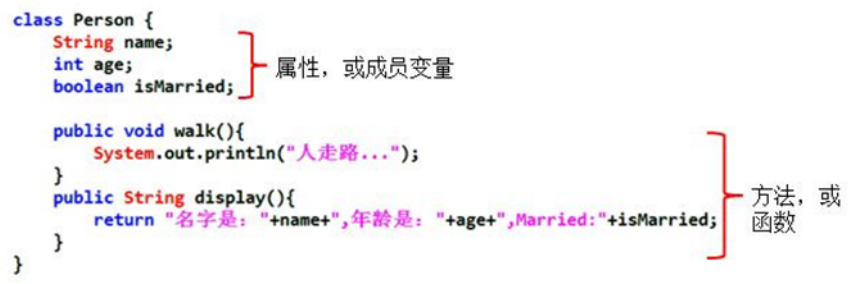 class Person {
String name;
int age;
boolean isMarried;
属性，或成员变量
public void walk(){
System.out.println("人走路...");
}
public String display(){
return "名字是："+name+",年龄是："+age+",Married:"+isMarried;
}
}
方法，或
函数